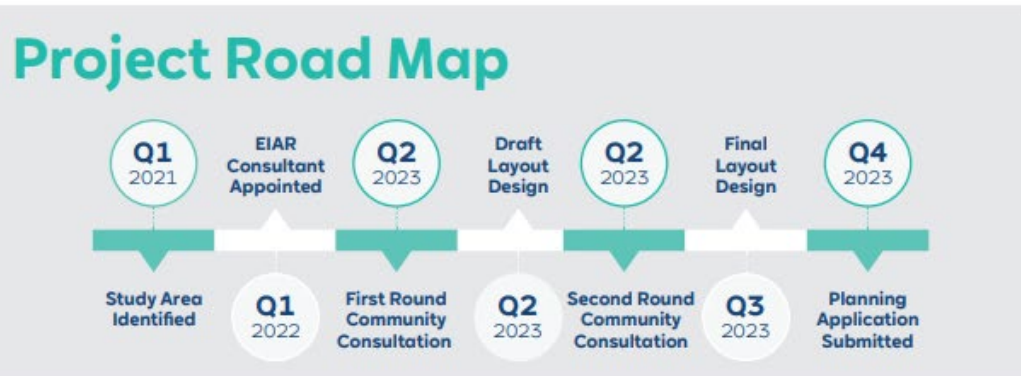 Project Road Map
Q1
2021
Study Area
Identified
EIAR
Consultant
Appointed
Q1
2022
Q2
2023
First Round
Community
Consultation
Draft
Layout
Design
Q2
2023
Q2
2023
Second Round
Community
Consultation
Final
Layout
Design
Q3
2023
Q4
2023
Planning
Application
Submitted